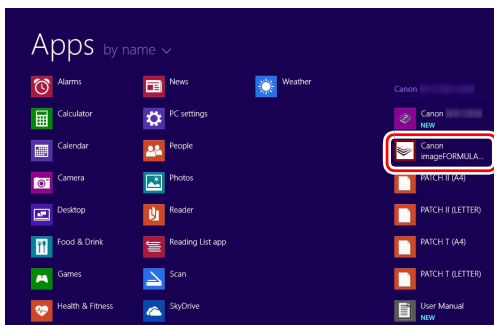 Apps by name
Alarms
Calculator
Calendar
Camera
Desktop
Food & Drink
Games
Health & Fitness
News
PC settings
People
Photos
Reader
Reading List app
Scan
SkyDrive
Weather
Canon
Canon
NEW
Canon
imageFORMULA...
PATCH II (A4)
PATCH II (LETTER)
PATCH T (A4)
PATCH T (LETTER)
User Manual
NEW